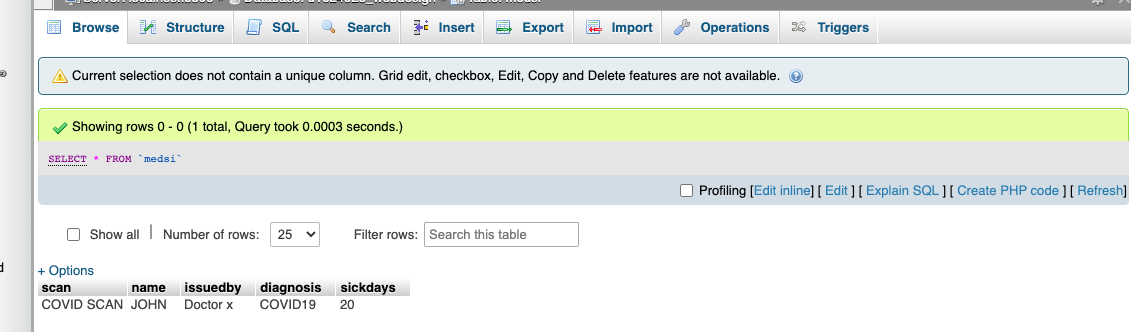 Browse Structure SQL Search Insert Export Import Operations Triggers
Current selection does not contain a unique column. Grid edit, checkbox, Edit, Copy and Delete features are not available.
Showing rows 0 - 0 (1 total, Query took 0.0003 seconds.)
SELECT * FROM `medsi`
Profiling [Edit inline] [ Edit ] [ Explain SQL ] [ Create PHP code ] [ Refresh]
Show all | Number of rows: 25 Filter rows: Search this table
+ Options
scan name issuedby diagnosis sickdays
COVID SCAN JOHN Doctor x COVID19 20